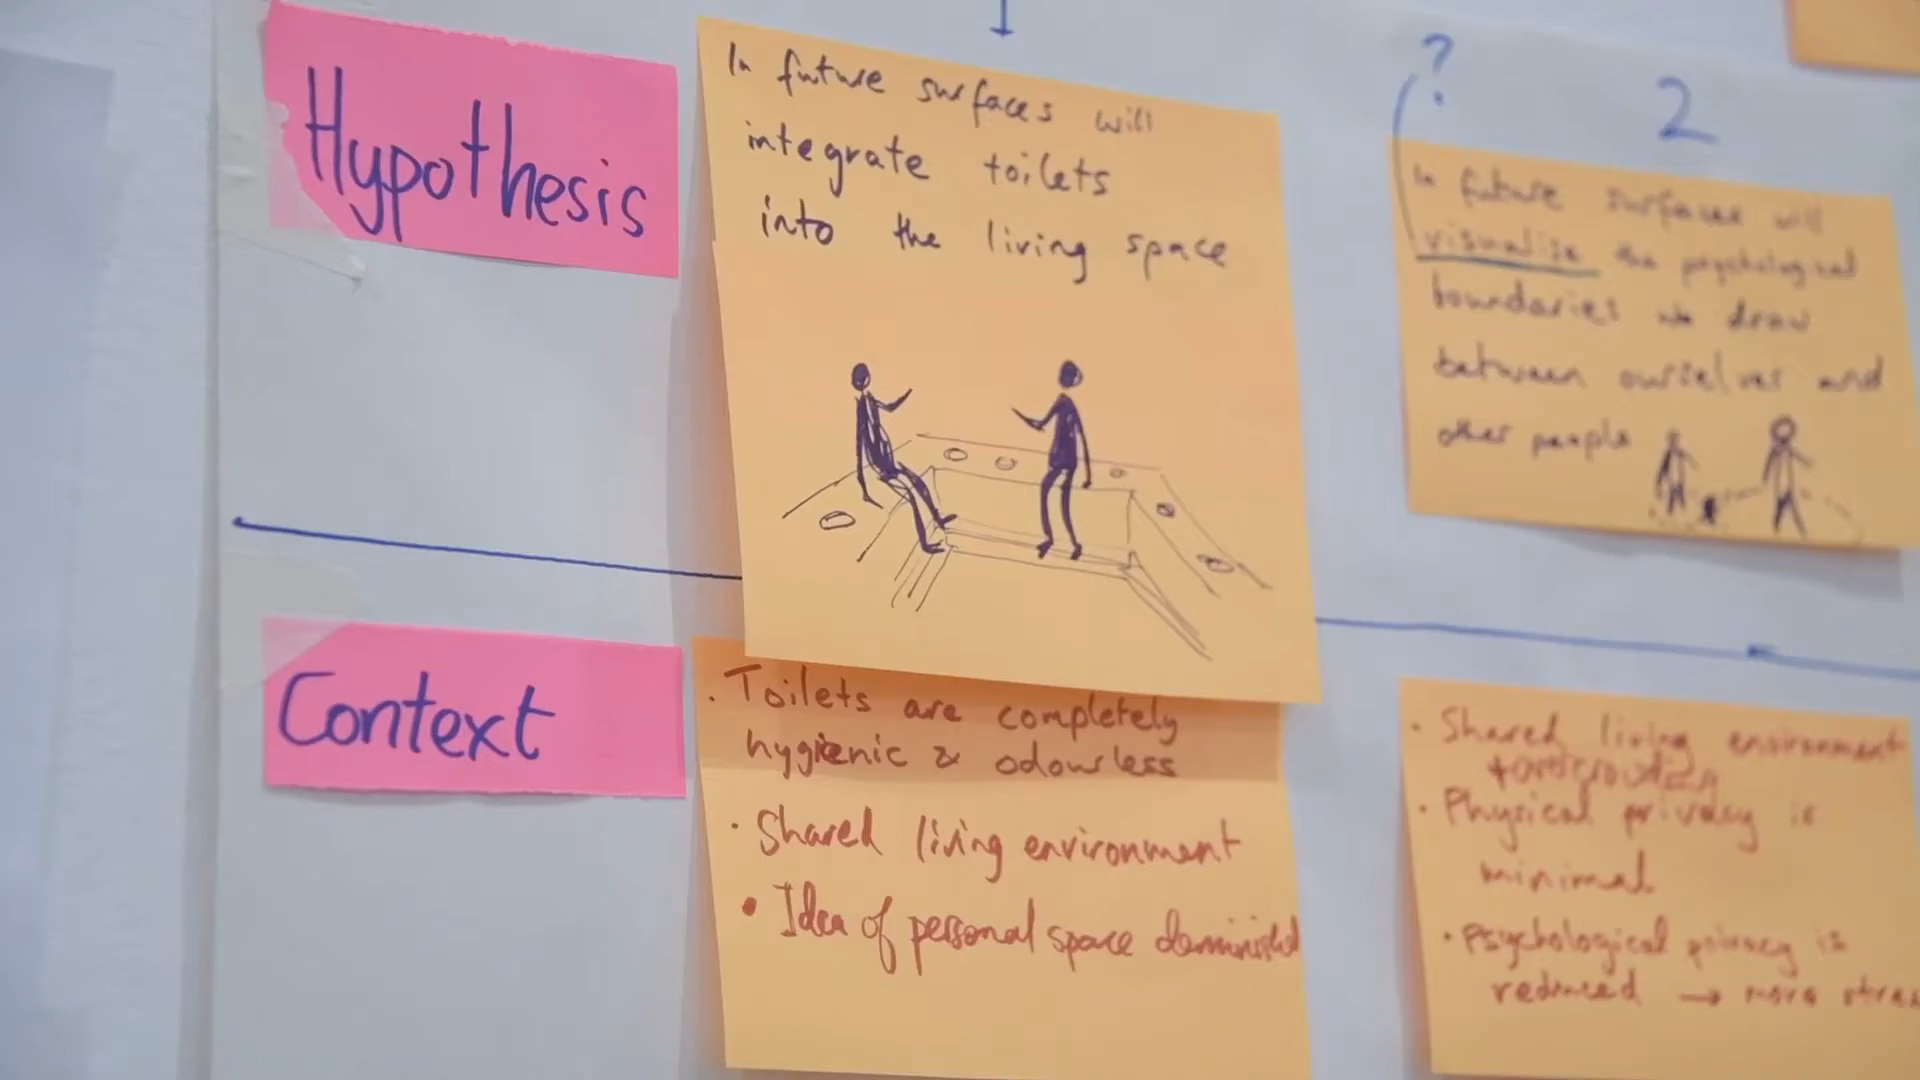 Hypothesis
In future surfaces will
integrate toilets
into the living space
?
2
In future surfaces will
visualise the psychological
boundaries we draw
between ourselves and
other people
Context
. Toilets are completely
hygienic & odourless
· Shared living environment
• Idea of personal space
· Shared living environment
· Physical privacy is
minimal
· Psychological privacy is
reduced → more